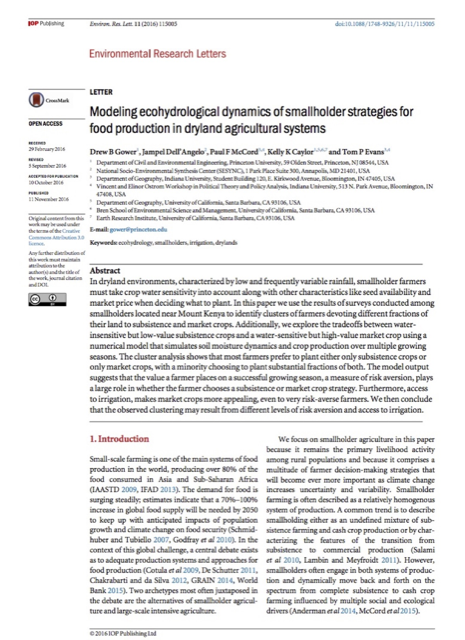 IOP Publishing
Environ. Res. Lett. 11 (2016) 115005
doi:10.1088/1748-9326/11/11/115005
Environmental Research Letters
CrossMark
OPEN ACCESS
RECEIVED
29 February 2016
REVISED
5 September 2016
ACCEPTED FOR PUBLICATION
10 October 2016
PUBLISHED
11 November 2016
Original content from this
work may be used under
the terms of the Creative
Commons Attribution 3.0
licence.
Any further distribution of
this work must maintain
attribution to the
author(s) and the title of
the work, journal citation
and DOI.
LETTER
Modeling ecohydrological dynamics of smallholder strategies for
food production in dryland agricultural systems
Drew B Gower, Jampel Dell'Angelo, Paul F McCord, Kelly K Caylor and Tom P Evans
1 Department of Civil and Environmental Engineering, Princeton University, 59 Olden Street, Princeton, NJ 08544, USA
2 National Socio-Environmental Synthesis Center (SESYNC), 1 Park Place Suite 300, Annapolis, MD 21401, USA
3 Department of Geography, Indiana University, Student Building 120, E. Kirkwood Avenue, Bloomington, IN 47405, USA
4 Vincent and Elinor Ostrom Workshop in Political Theory and Policy Analysis, Indiana University, 513 N. Park Avenue, Bloomington, IN
47408, USA
5 Department of Geography, University of California, Santa Barbara, CA 93106, USA
6 Bren School of Environmental Science and Management, University of California, Santa Barbara, CA 93106, USA
7 Earth Research Institute, University of California, Santa Barbara, CA 93106, USA
E-mail: gower@princeton.edu
Keywords: ecohydrology, smallholders, irrigation, drylands
Abstract
In dryland environments, characterized by low and frequently variable rainfall, smallholder farmers
must take crop water sensitivity into account along with other characteristics like seed availability and
market price when deciding what to plant. In this paper we use the results of surveys conducted among
smallholders located near Mount Kenya to identify clusters of farmers devoting different fractions of
their land to subsistence and market crops. Additionally, we explore the tradeoffs between water-
insensitive but low-value subsistence crops and a water-sensitive but high-value market crop using a
numerical model that simulates soil moisture dynamics and crop production over multiple growing
seasons. The cluster analysis shows that most farmers prefer to plant either only subsistence crops or
only market crops, with a minority choosing to plant substantial fractions of both. The model output
suggests that the value a farmer places on a successful growing season, a measure of risk aversion, plays
a large role in whether the farmer chooses a subsistence or market crop strategy. Furthermore, access
to irrigation, makes market crops more appealing, even to very risk-averse farmers. We then conclude
that the observed clustering may result from different levels of risk aversion and access to irrigation.
1. Introduction
Small-scale farming is one of the main systems of food
production in the world, producing over 80% of the
food consumed in Asia and Sub-Saharan Africa
(IAASTD 2009, IFAD 2013). The demand for food is
surging steadily; estimates indicate that a 70%–100%
increase in global food supply will be needed by 2050
to keep up with anticipated impacts of population
growth and climate change on food security (Schmid-
huber and Tubiello 2007, Godfray et al 2010). In the
context of this global challenge, a central debate exists
as to adequate production systems and approaches for
food production (Cotula et al 2009, De Schutter 2011,
Chakrabarti and da Silva 2012, GRAIN 2014, World
Bank 2015). Two archetypes most often juxtaposed in
the debate are the alternatives of smallholder agricul-
ture and large-scale intensive agriculture.
We focus on smallholder agriculture in this paper
because it remains the primary livelihood activity
among rural populations and because it comprises a
multitude of farmer decision-making strategies that
will become ever more important as climate change
increases uncertainty and variability. Smallholder
farming is often described as a relatively homogenous
system of production. A common trend is to describe
smallholding either as an undefined mixture of sub-
sistence farming and cash crop production or by char-
acterizing the features of the transition from
subsistence to commercial production (Salami
et al 2010, Lambin and Meyfroidt 2011). However,
smallholders often engage in both systems of produc-
tion and dynamically move back and forth on the
spectrum from complete subsistence to cash crop
farming influenced by multiple social and ecological
drivers (Anderman et al 2014, McCord et al 2015).
© 2016 IOP Publishing Ltd